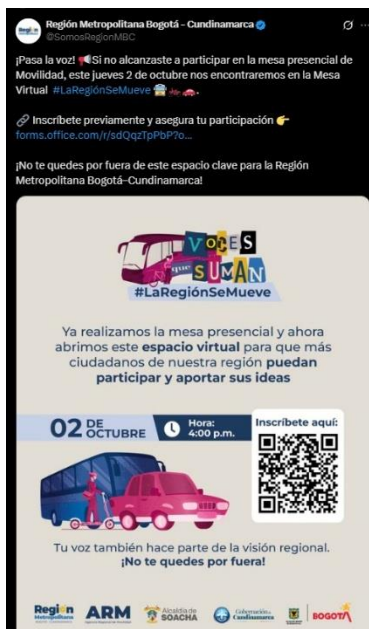 Región Metropolitana Bogotá - Cundinamarca
@SomosRegionMBC
¡Pasa la voz! 📢Si no alcanzaste a participar en la mesa presencial de
Movilidad, este jueves 2 de octubre nos encontraremos en la Mesa
Virtual #LaRegiónSeMueve 🚊🚲🚗.
🔗 Inscríbete previamente y asegura tu participación 👉
forms.office.com/r/sdQqzTpPbP?o...
¡No te quedes por fuera de este espacio clave para la Región
Metropolitana Bogotá–Cundinamarca!
VOCES
que SUMAN
#LaRegiónSeMueve
Ya realizamos la mesa presencial y ahora
abrimos este espacio virtual para que más
ciudadanos de nuestra región puedan
participar y aportar sus ideas
02 DE OCTUBRE
Hora:
4:00 p.m.
Inscríbete aquí:
Tu voz también hace parte de la visión regional.
¡No te quedes por fuera!
Región
Metropolitana
ARM
Alcaldía de
SOACHA
Gobernación de
Cundinamarca
BOGOTÁ